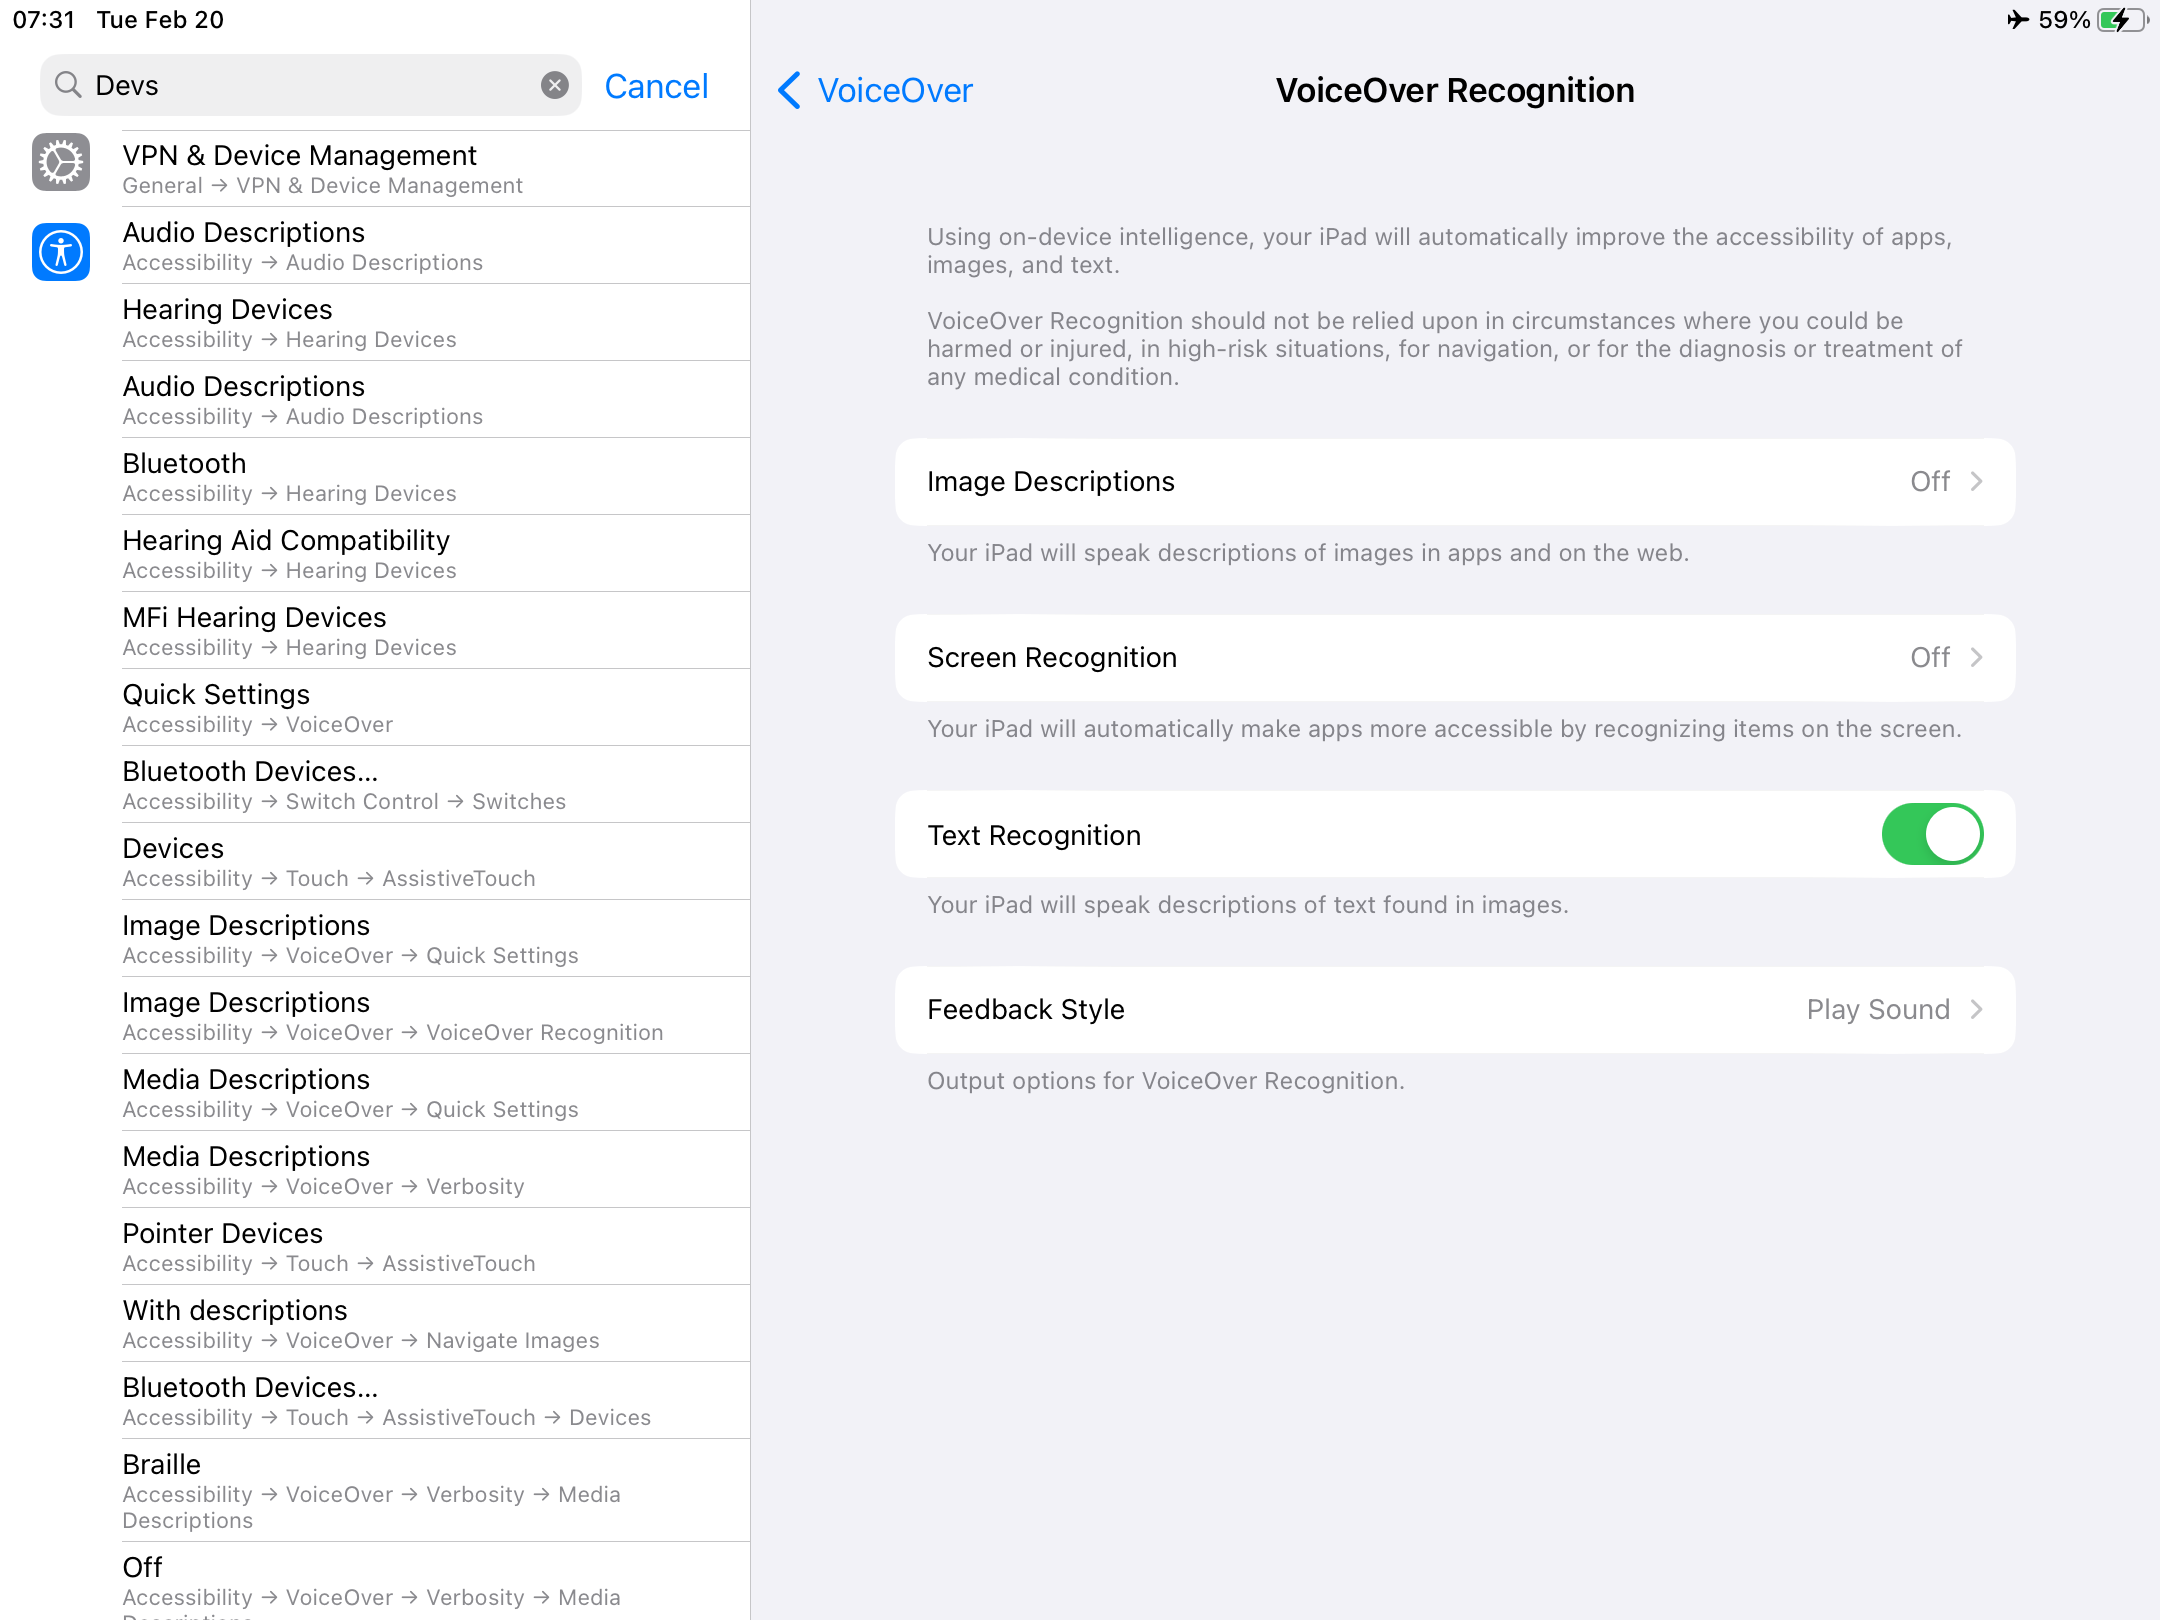 07:31 Tue Feb 20
59%
Devs
Cancel
VPN & Device Management
General → VPN & Device Management
Audio Descriptions
Accessibility → Audio Descriptions
Hearing Devices
Accessibility → Hearing Devices
Audio Descriptions
Accessibility → Audio Descriptions
Bluetooth
Accessibility → Hearing Devices
Hearing Aid Compatibility
Accessibility → Hearing Devices
MFi Hearing Devices
Accessibility → Hearing Devices
Quick Settings
Accessibility → VoiceOver
Bluetooth Devices...
Accessibility → Switch Control → Switches
Devices
Accessibility → Touch → AssistiveTouch
Image Descriptions
Accessibility → VoiceOver → Quick Settings
Image Descriptions
Accessibility → VoiceOver → VoiceOver Recognition
Media Descriptions
Accessibility → VoiceOver → Quick Settings
Media Descriptions
Accessibility → VoiceOver → Verbosity
Pointer Devices
Accessibility → Touch → AssistiveTouch
With descriptions
Accessibility → VoiceOver → Navigate Images
Bluetooth Devices...
Accessibility → Touch → AssistiveTouch → Devices
Braille
Accessibility → VoiceOver → Verbosity → Media
Descriptions
Off
Accessibility → VoiceOver → Verbosity → Media
VoiceOver
VoiceOver Recognition
Using on-device intelligence, your iPad will automatically improve the accessibility of apps,
images, and text.
VoiceOver Recognition should not be relied upon in circumstances where you could be
harmed or injured, in high-risk situations, for navigation, or for the diagnosis or treatment of
any medical condition.
Image Descriptions Off
Your iPad will speak descriptions of images in apps and on the web.
Screen Recognition Off
Your iPad will automatically make apps more accessible by recognizing items on the screen.
Text Recognition
Your iPad will speak descriptions of text found in images.
Feedback Style Play Sound
Output options for VoiceOver Recognition.